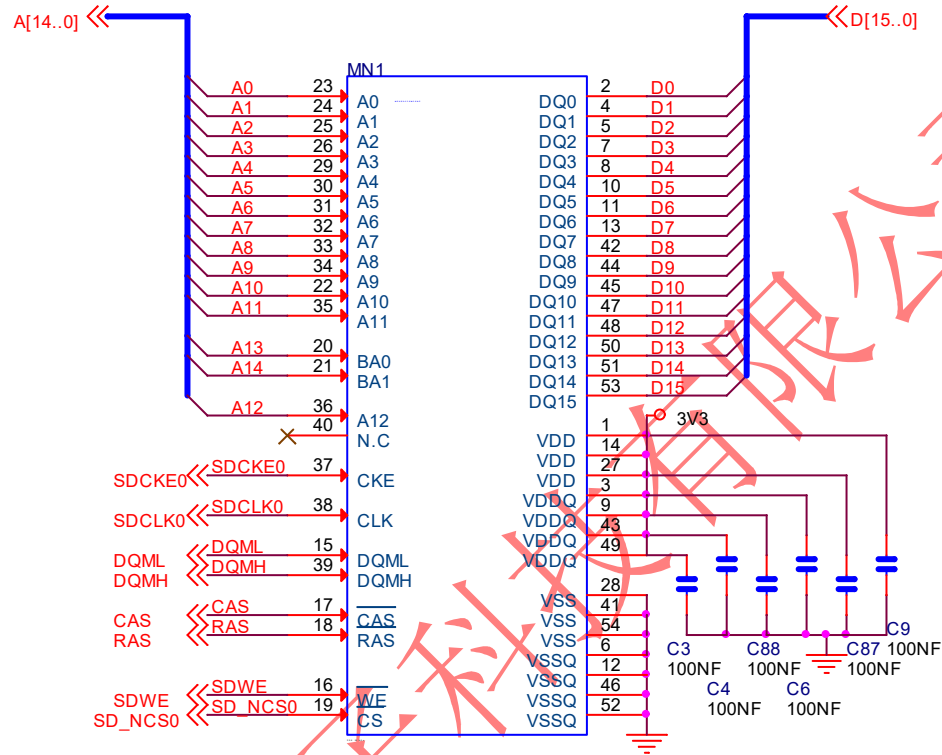 A[14..0]
D[15..0]
MN1
A0 23 A0
A1 24 A1
A2 25 A2
A3 26 A3
A4 29 A4
A5 30 A5
A6 31 A6
A7 32 A7
A8 33 A8
A9 34 A9
A10 22 A10
A11 35 A11
A13 20 BA0
A14 21 BA1
A12 36 A12
40 N.C
SDCKE0 SDCKE0 37 CKE
SDCLK0 SDCLK0 38 CLK
DQML DQML 15 DQML
DQMH DQMH 39 DQMH
CAS CAS 17 CAS
RAS RAS 18 RAS
SDWE SDWE 16 WE
SD_NCS0 SD_NCS0 19 CS
DQ0 2 D0
DQ1 4 D1
DQ2 5 D2
DQ3 7 D3
DQ4 8 D4
DQ5 10 D5
DQ6 11 D6
DQ7 13 D7
DQ8 42 D8
DQ9 44 D9
DQ10 45 D10
DQ11 47 D11
DQ12 48 D12
DQ13 50 D13
DQ14 51 D14
DQ15 53 D15
3V3
VDD 1
VDD 14
VDD 27
VDDQ 3
VDDQ 9
VDDQ 43
VDDQ 49
VSS 28
VSS 41
VSS 54
VSSQ 6
VSSQ 12
VSSQ 46
VSSQ 52
C3
100NF
C4
100NF
C88
100NF
C6
100NF
C87
100NF
C9
100NF
科技有限公